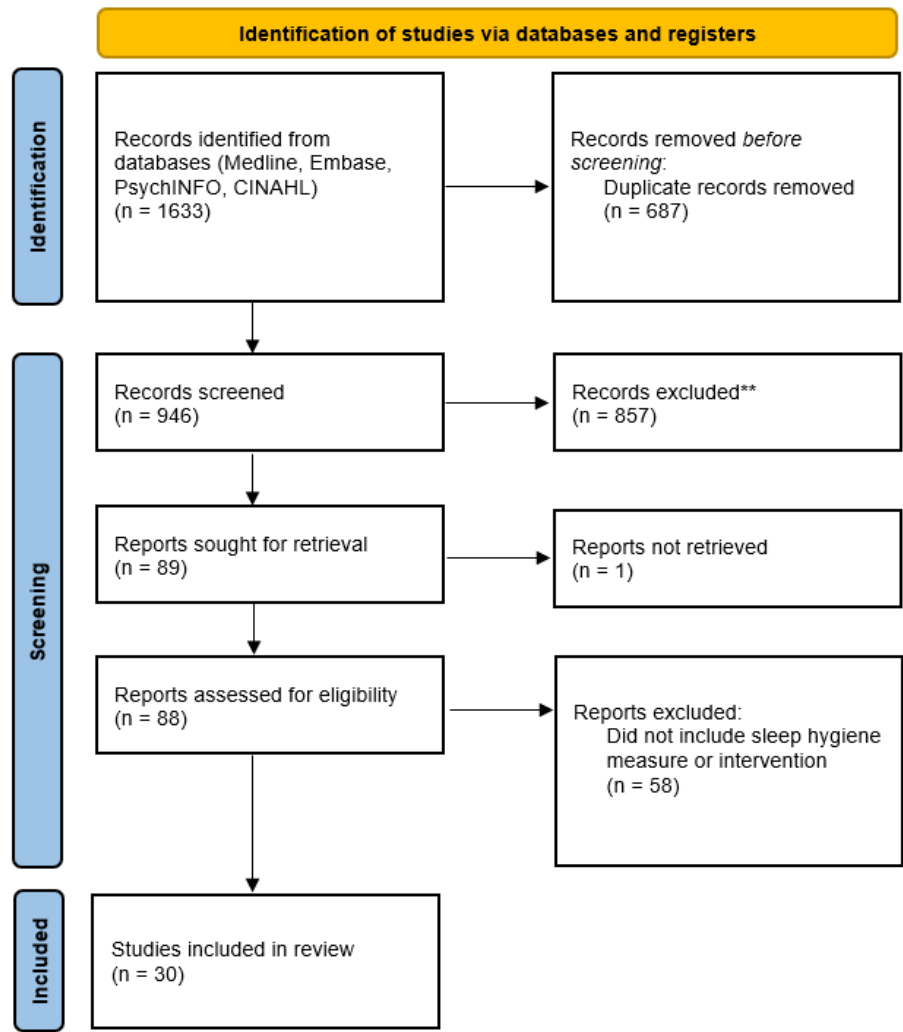 Identification of studies via databases and registers
Identification
Records identified from
databases (Medline, Embase,
PsychINFO, CINAHL)
(n = 1633)
Records removed before
screening:
Duplicate records removed
(n = 687)
Screening
Records screened
(n = 946)
Records excluded**
(n = 857)
Reports sought for retrieval
(n = 89)
Reports not retrieved
(n = 1)
Reports assessed for eligibility
(n = 88)
Reports excluded:
Did not include sleep hygiene
measure or intervention
(n = 58)
Included
Studies included in review
(n = 30)